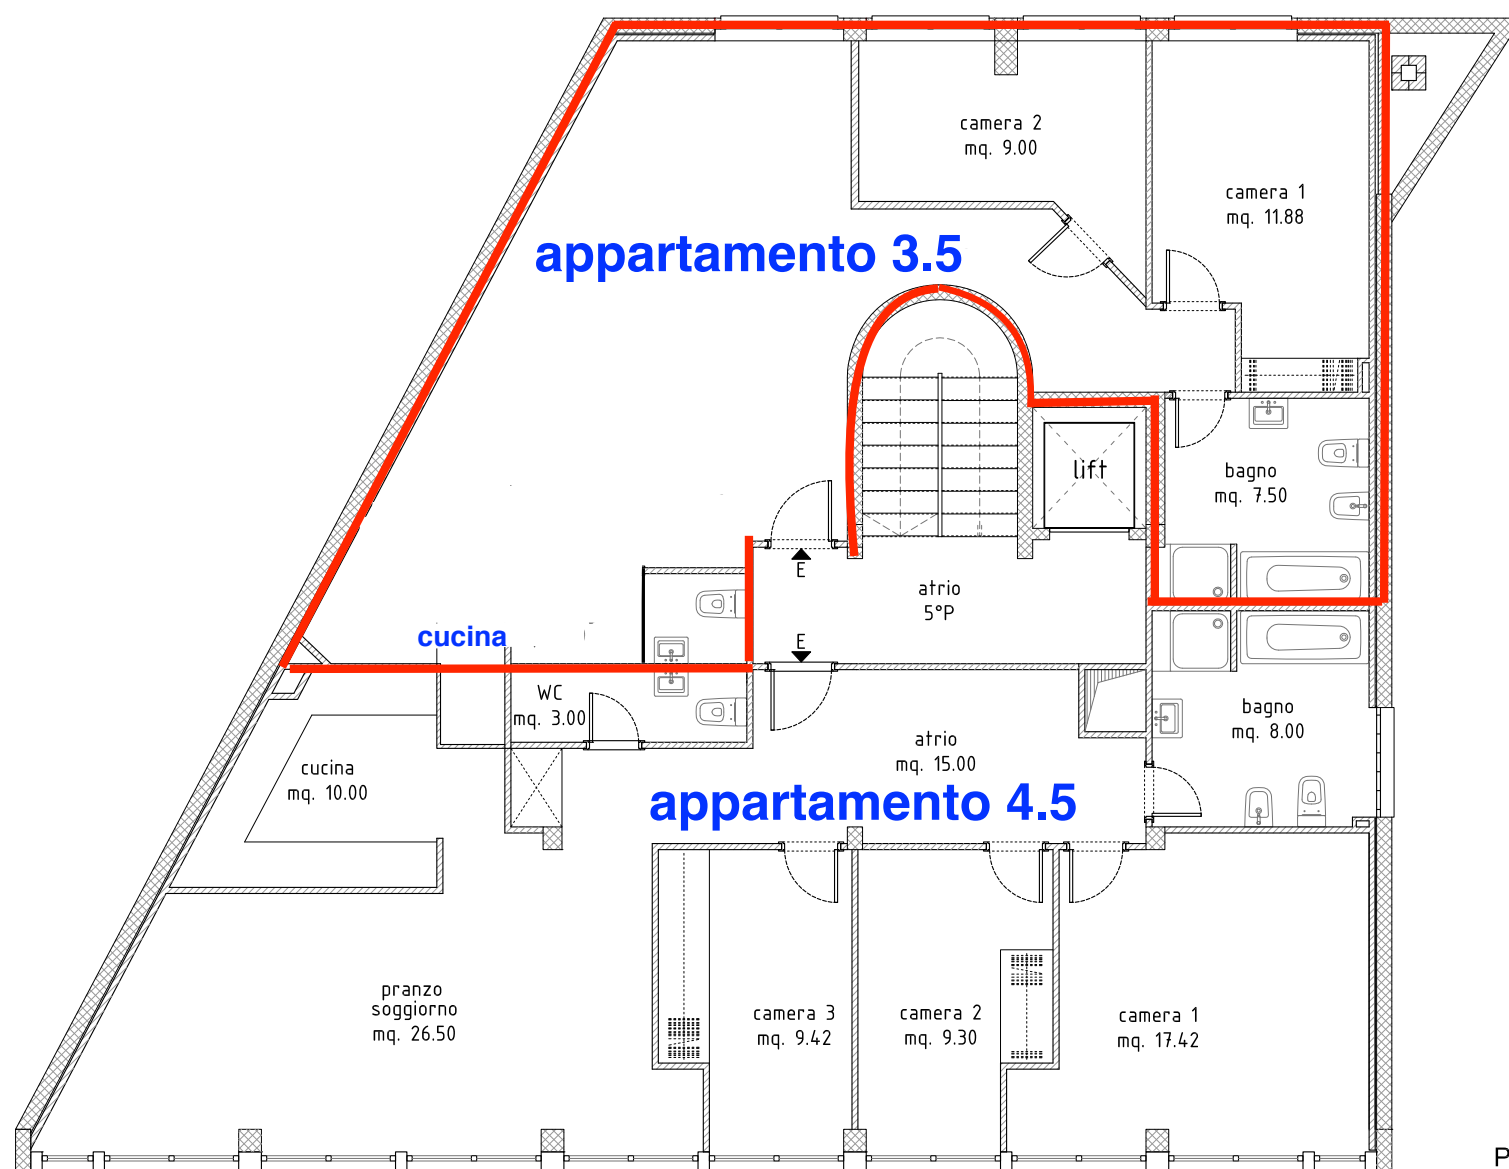 camera 2
mq. 9.00
camera 1
mq. 11.88
appartamento 3.5
lift
bagno
mq. 7.50
E
atrio
5°P
E
cucina
WC
mq. 3.00
bagno
mq. 8.00
atrio
mq. 15.00
cucina
mq. 10.00
appartamento 4.5
pranzo
soggiorno
mq. 26.50
camera 3
mq. 9.42
camera 2
mq. 9.30
camera 1
mq. 17.42
P